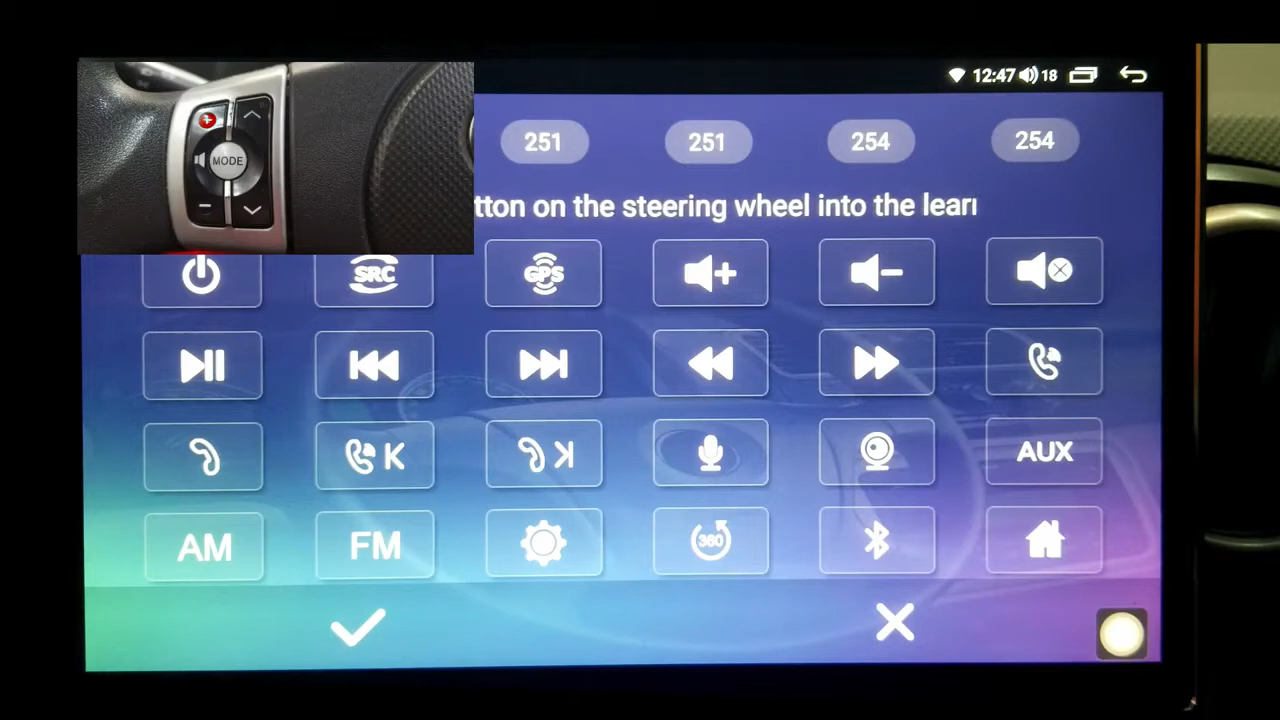 12:47 18
251 251 254 254
tton on the steering wheel into the lear
MODE
SRC GPS
K
AUX
AM FM 360